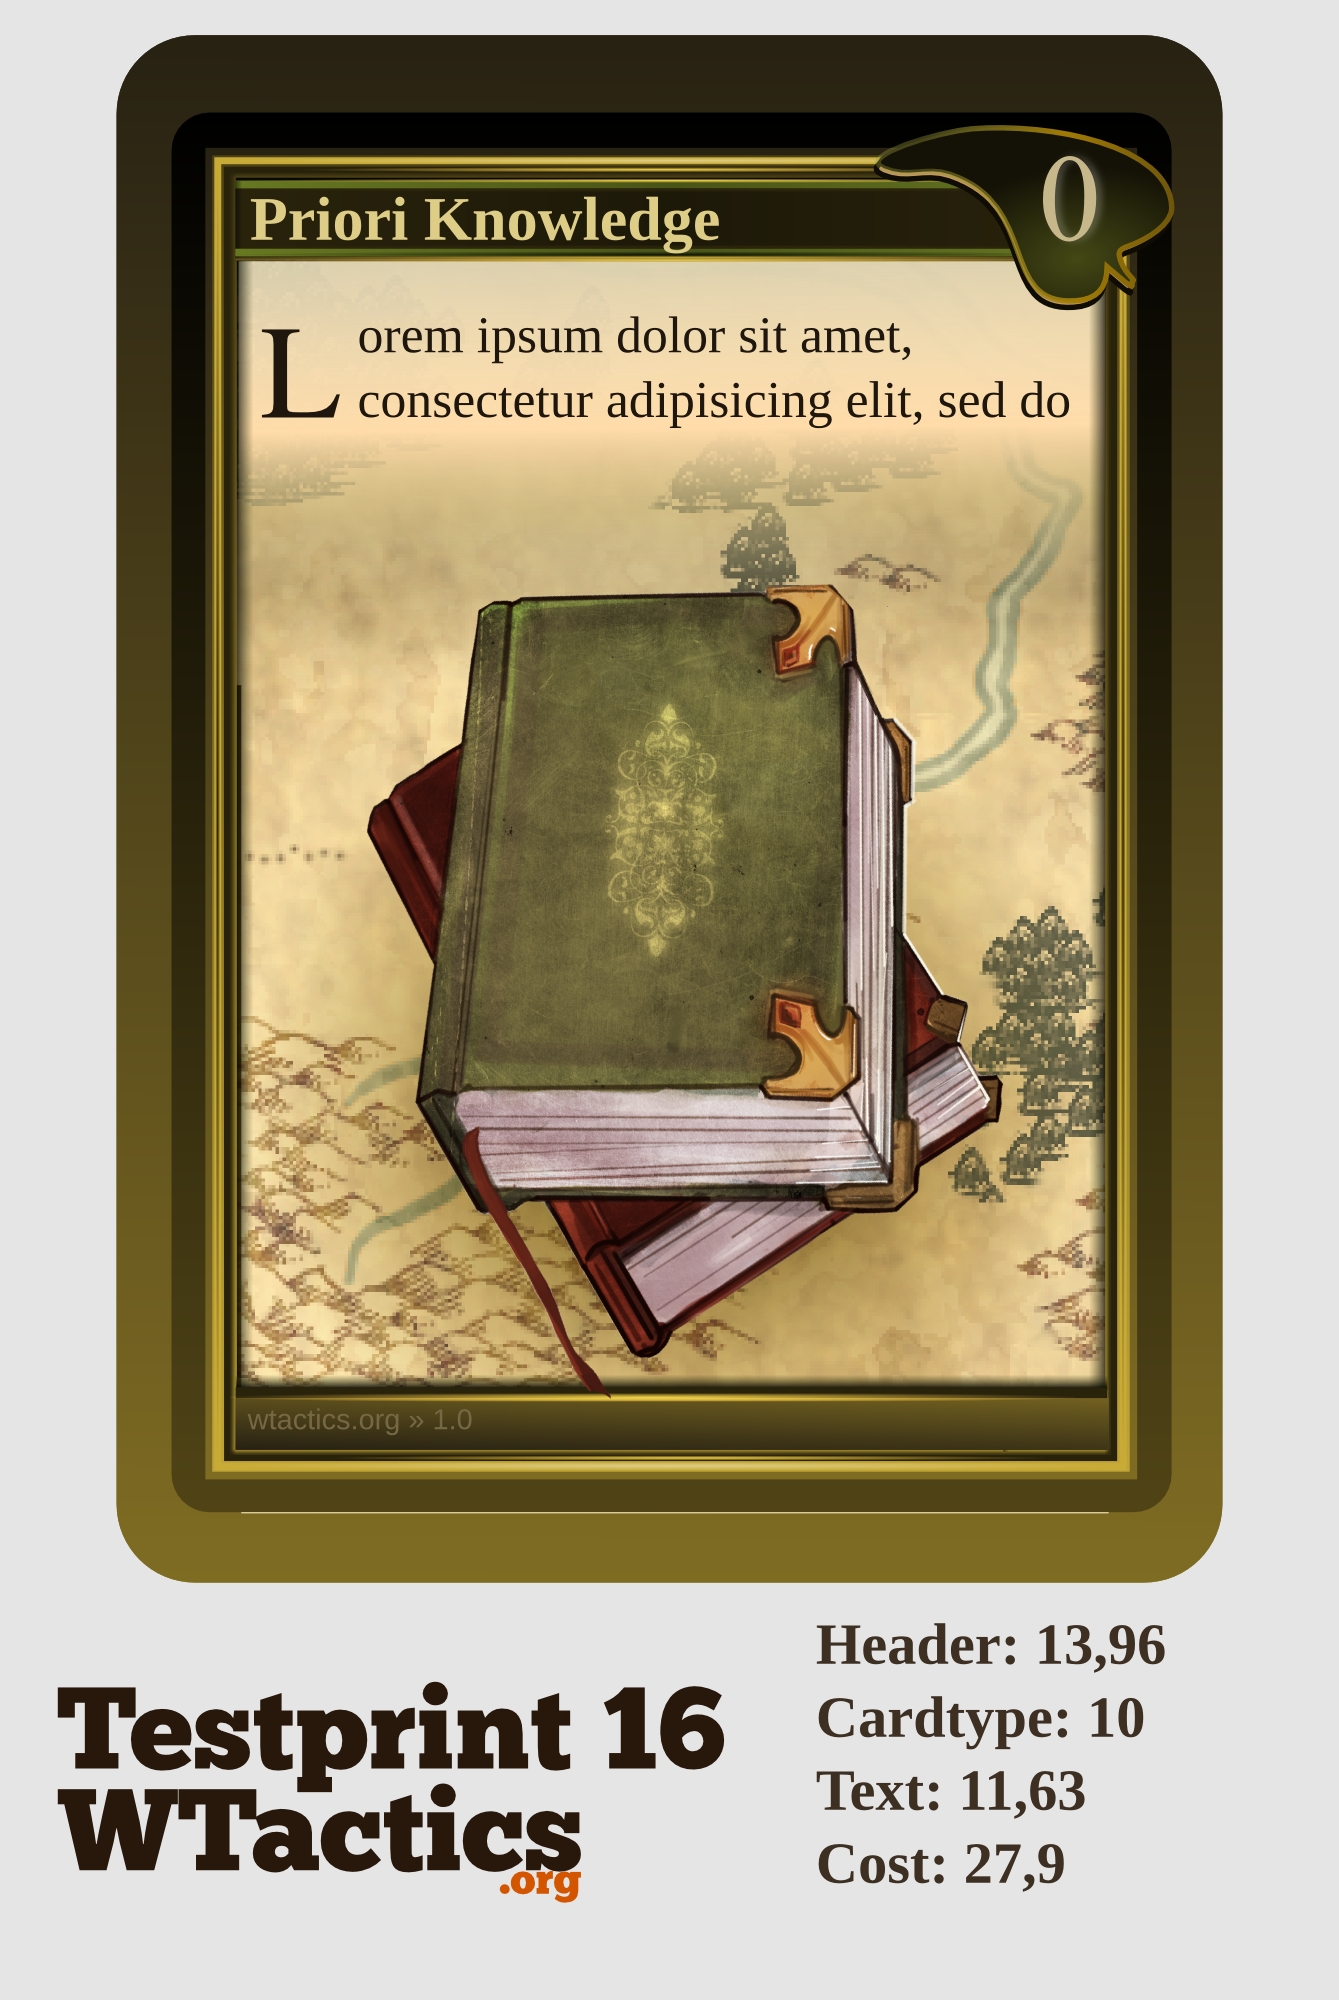 Priori Knowledge
0
Lorem ipsum dolor sit amet,
consectetur adipisicing elit, sed do
wtactics.org » 1.0
Testprint 16
WTactics
.org
Header: 13,96
Cardtype: 10
Text: 11,63
Cost: 27,9